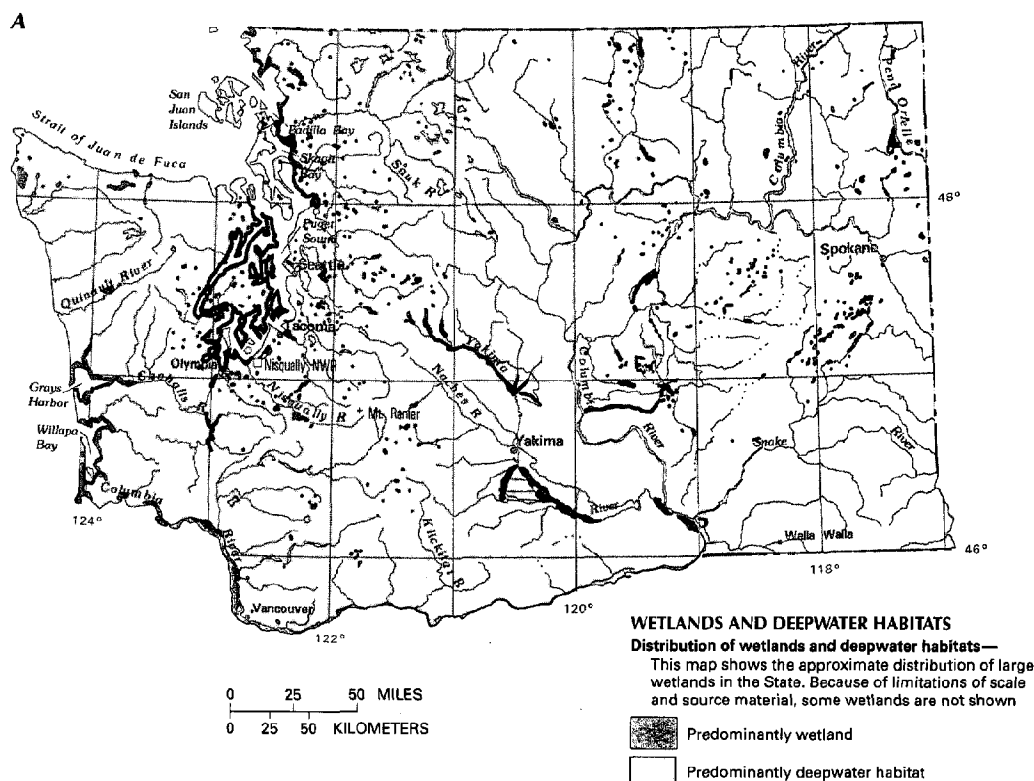 A
San
Juan
Islands
Padilla Bay
Skagit
Bay
Strait of Juan de Fuca
Sauk R
Columbia
River
Pend Oreille
48°
Puget
Sound
Seattle
Spokane
Quinault River
Tacoma
Olympia
Nisqually NWR
Yakima
Columbia
River
Grays
Harbor
Chehalis
Nisqually R
Mt. Ranier
Naches R
Willapa
Bay
Yakima
Snake
River
Columbia
River
124°
River
Klickitat R
Walla Walla
46°
118°
Vancouver
120°
122°
WETLANDS AND DEEPWATER HABITATS
Distribution of wetlands and deepwater habitats—
This map shows the approximate distribution of large
wetlands in the State. Because of limitations of scale
and source material, some wetlands are not shown
0 25 50 MILES
0 25 50 KILOMETERS
Predominantly wetland
Predominantly deepwater habitat